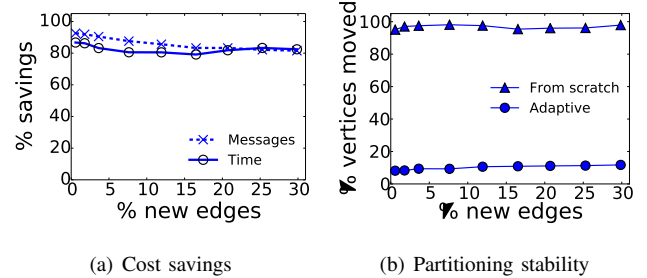 100
80
60
40
20
0
% savings
Messages
Time
0 5 10 15 20 25 30
% new edges
(a) Cost savings
100
80
60
40
20
0
% vertices moved
From scratch
Adaptive
0 5 10 15 20 25 30
% new edges
(b) Partitioning stability